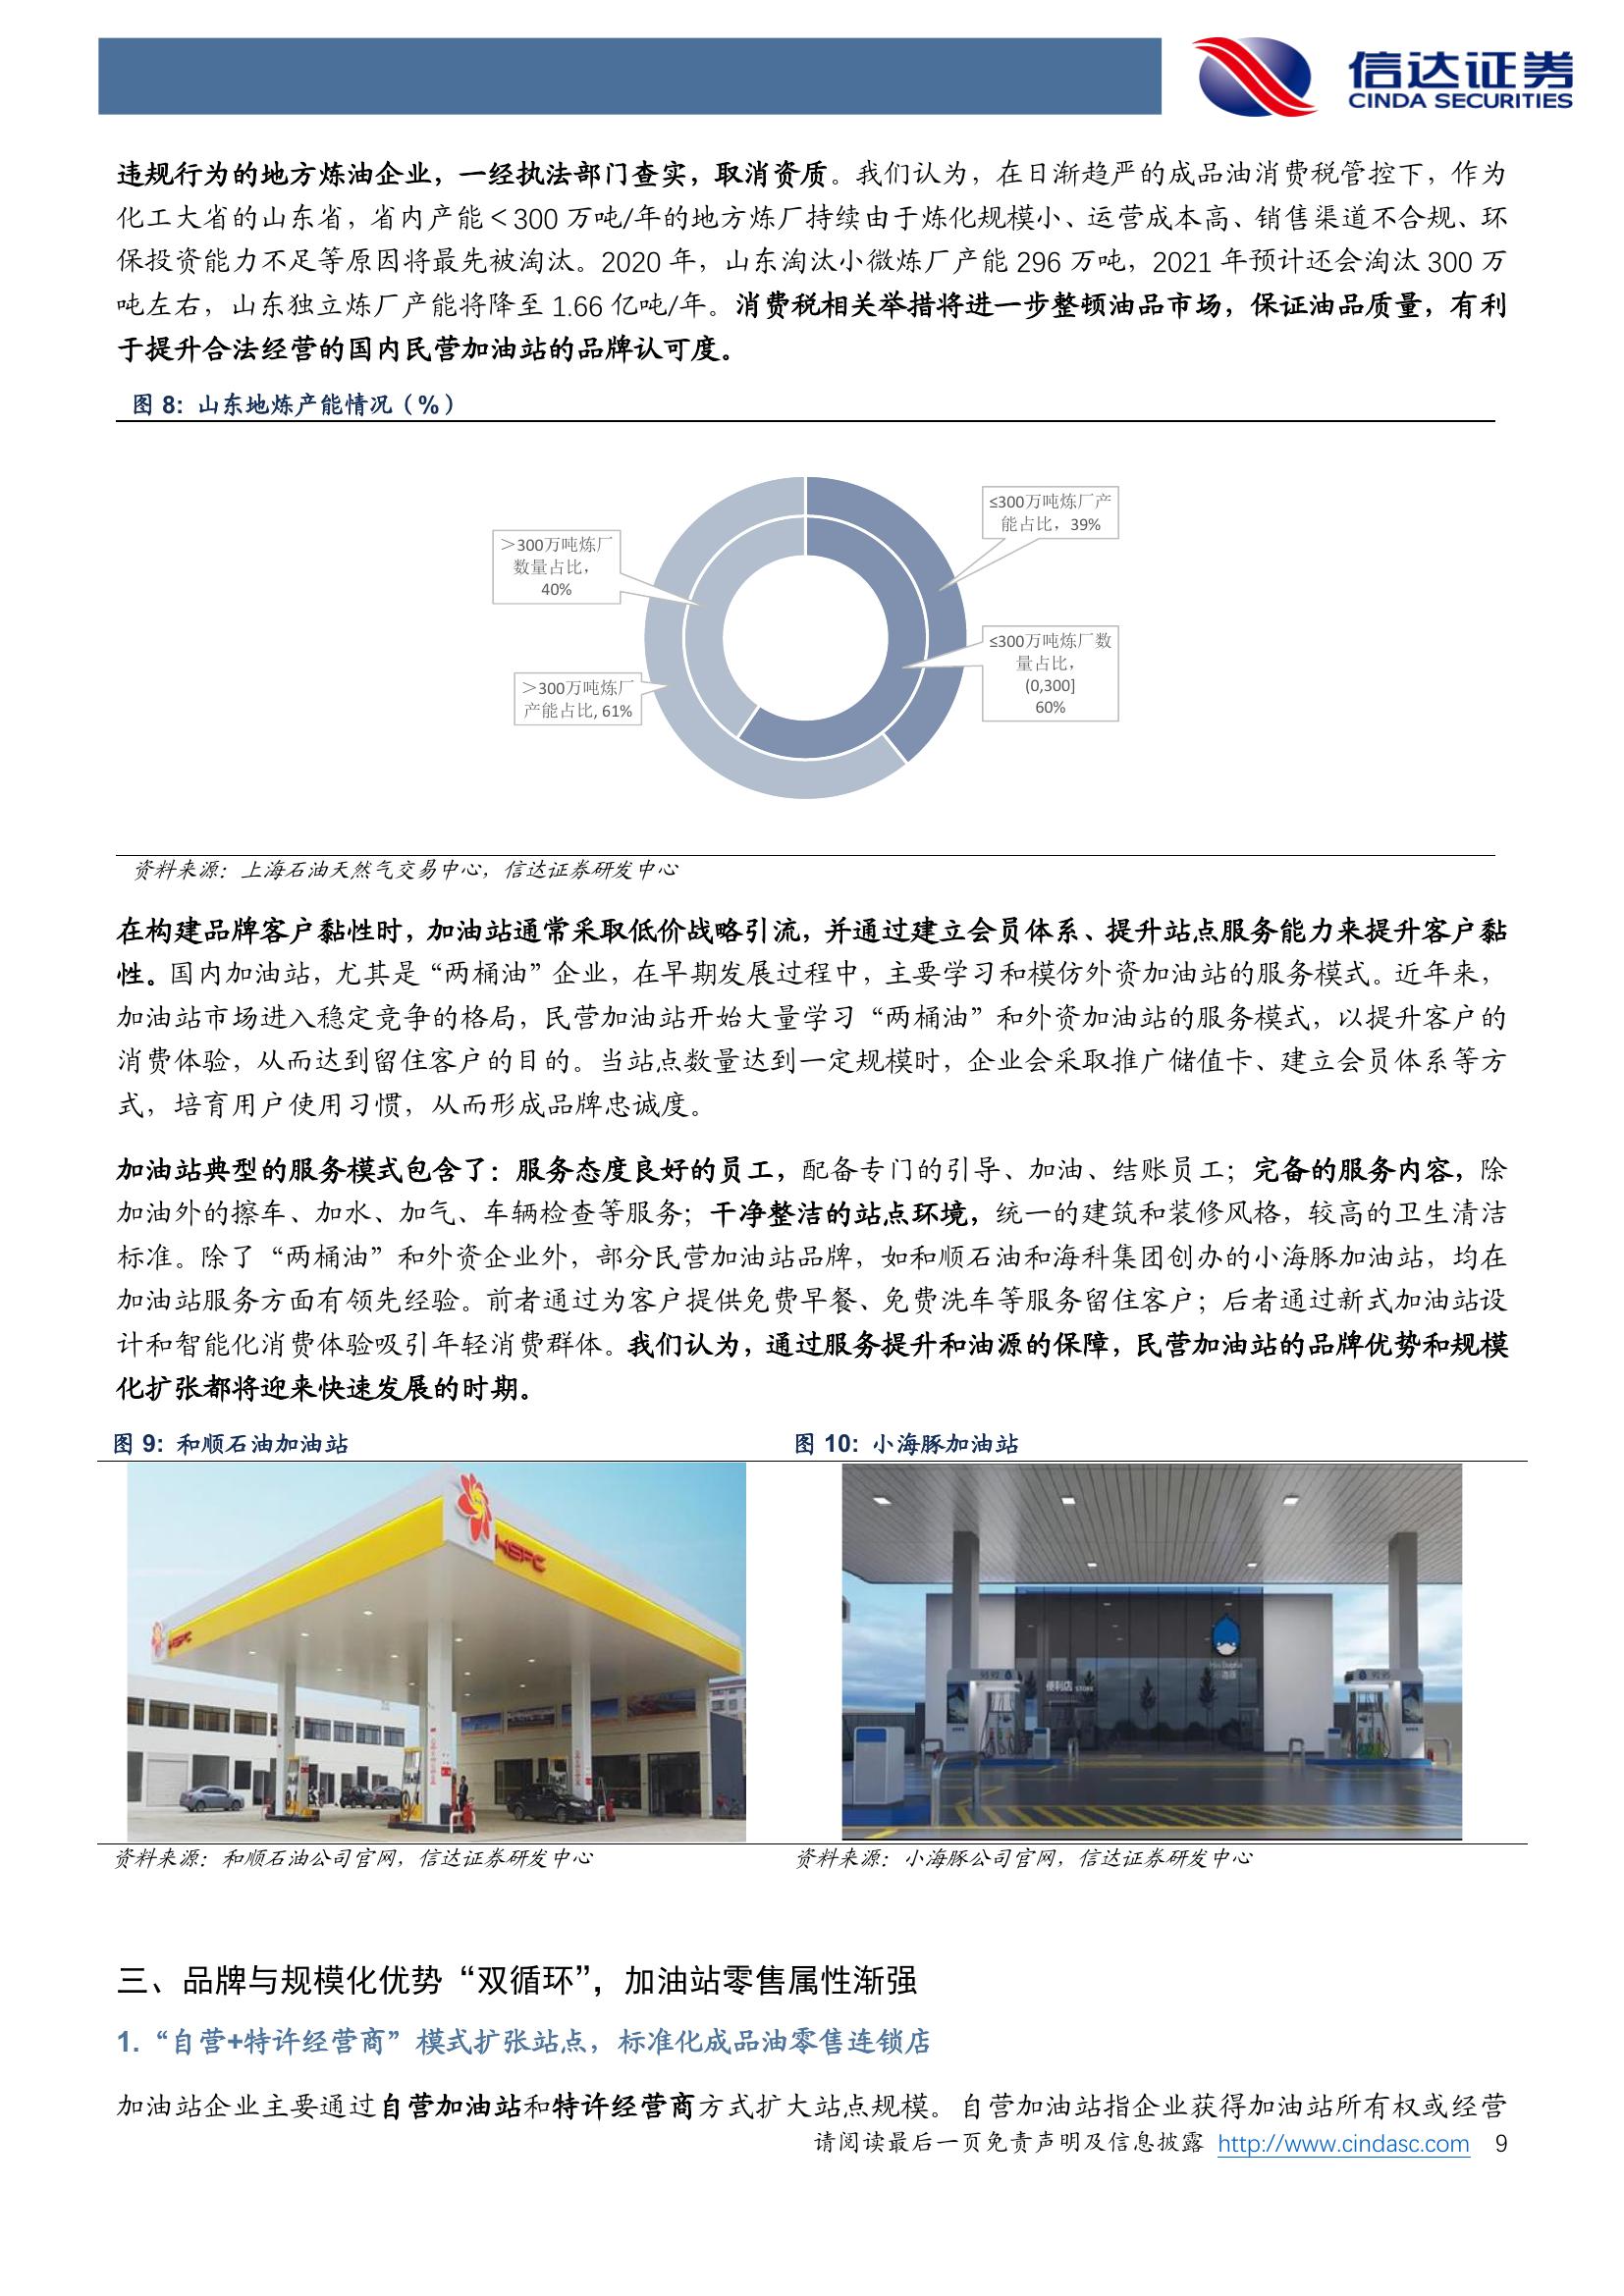 信达证券
CINDA SECURITIES
违规行为的地方炼油企业，一经执法部门查实，取消资质。我们认为，在日渐趋严的成品油消费税管控下，作为
化工大省的山东省，省内产能＜300 万吨/年的地方炼厂持续由于炼化规模小、运营成本高、销售渠道不合规、环
保投资能力不足等原因将最先被淘汰。2020 年，山东淘汰小微炼厂产能 296 万吨，2021 年预计还会淘汰 300 万
吨左右，山东独立炼厂产能将降至 1.66 亿吨/年。消费税相关举措将进一步整顿油品市场，保证油品质量，有利
于提升合法经营的国内民营加油站的品牌认可度。
图 8：山东地炼产能情况（%）
≤300万吨炼厂产
能占比，39%
＞300万吨炼厂
数量占比，
40%
≤300万吨炼厂数
量占比，
(0,300]
60%
＞300万吨炼厂
产能占比, 61%
资料来源：上海石油天然气交易中心，信达证券研发中心
在构建品牌客户黏性时，加油站通常采取低价战略引流，并通过建立会员体系、提升站点服务能力来提升客户黏
性。国内加油站，尤其是“两桶油”企业，在早期发展过程中，主要学习和模仿外资加油站的服务模式。近年来，
加油站市场进入稳定竞争的格局，民营加油站开始大量学习“两桶油”和外资加油站的服务模式，以提升客户的
消费体验，从而达到留住客户的目的。当站点数量达到一定规模时，企业会采取推广储值卡、建立会员体系等方
式，培育用户使用习惯，从而形成品牌忠诚度。
加油站典型的服务模式包含了：服务态度良好的员工，配备专门的引导、加油、结账员工；完备的服务内容，除
加油外的擦车、加水、加气、车辆检查等服务；干净整洁的站点环境，统一的建筑和装修风格，较高的卫生清洁
标准。除了“两桶油”和外资企业外，部分民营加油站品牌，如和顺石油和海科集团创办的小海豚加油站，均在
加油站服务方面有领先经验。前者通过为客户提供免费早餐、免费洗车等服务留住客户；后者通过新式加油站设
计和智能化消费体验吸引年轻消费群体。我们认为，通过服务提升和油源的保障，民营加油站的品牌优势和规模
化扩张都将迎来快速发展的时期。
图 9：和顺石油加油站
图 10：小海豚加油站
HSPC
HSPC
便利店 STORE
资料来源：和顺石油公司官网，信达证券研发中心
资料来源：小海豚公司官网，信达证券研发中心
三、品牌与规模化优势“双循环”，加油站零售属性渐强
1.“自营+特许经营商”模式扩张站点，标准化成品油零售连锁店
加油站企业主要通过自营加油站和特许经营商方式扩大站点规模。自营加油站指企业获得加油站所有权或经营
请阅读最后一页免责声明及信息披露 http://www.cindasc.com 9